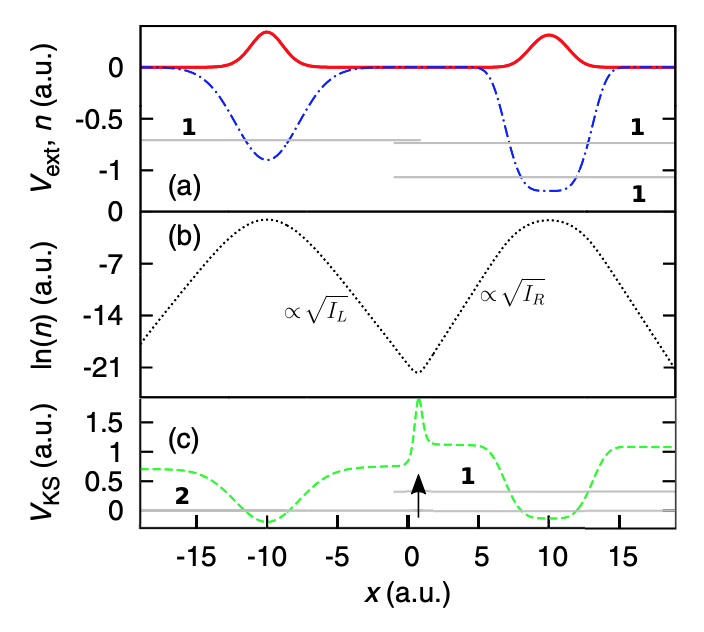 V_ext, n (a.u.)
0
-0.5
-1
1
1
1
(a)
ln(n) (a.u.)
0
-7
-14
-21
(b)
∝√I_L
∝√I_R
V_KS (a.u.)
1.5
1
0.5
0
(c)
2
1
-15 -10 -5 0 5 10 15
x (a.u.)